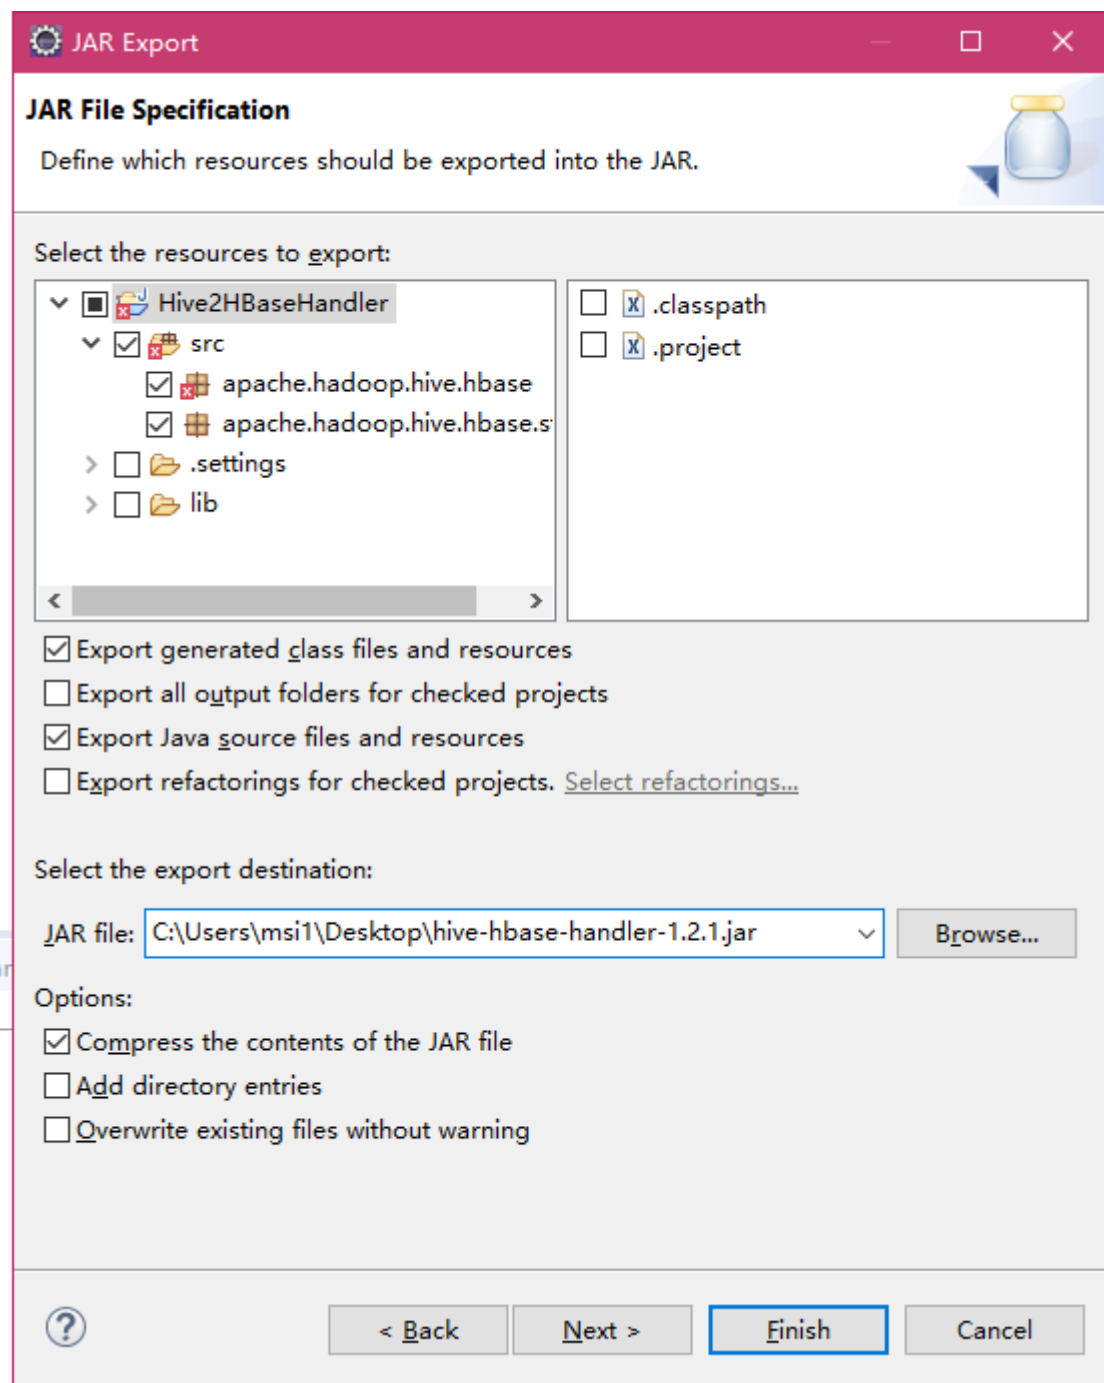 JAR Export
JAR File Specification
Define which resources should be exported into the JAR.
Select the resources to export:
Hive2HBaseHandler
src
apache.hadoop.hive.hbase
apache.hadoop.hive.hbase.s
.settings
lib
.classpath
.project
Export generated class files and resources
Export all output folders for checked projects
Export Java source files and resources
Export refactorings for checked projects. Select refactorings...
Select the export destination:
JAR file: C:\Users\msi1\Desktop\hive-hbase-handler-1.2.1.jar Browse...
Options:
Compress the contents of the JAR file
Add directory entries
Overwrite existing files without warning
? < Back Next > Finish Cancel